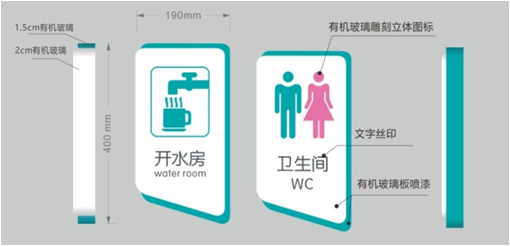 190mm
1.5cm有机玻璃
2cm有机玻璃
400 mm
开水房
water room
有机玻璃雕刻立体图标
文字丝印
卫生间
WC
有机玻璃板喷漆